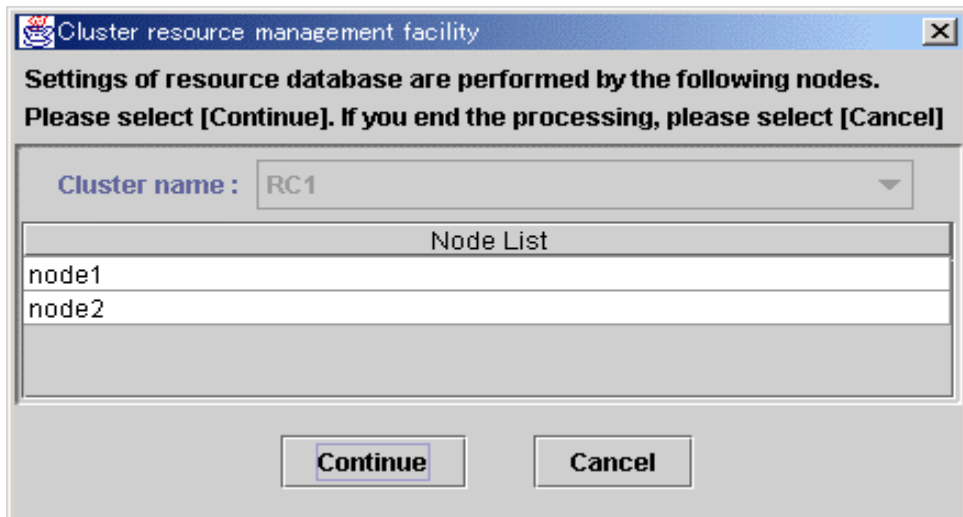 Cluster resource management facility
Settings of resource database are performed by the following nodes.
Please select [Continue]. If you end the processing, please select [Cancel]
Cluster name : RC1
Node List
node1
node2
Continue Cancel